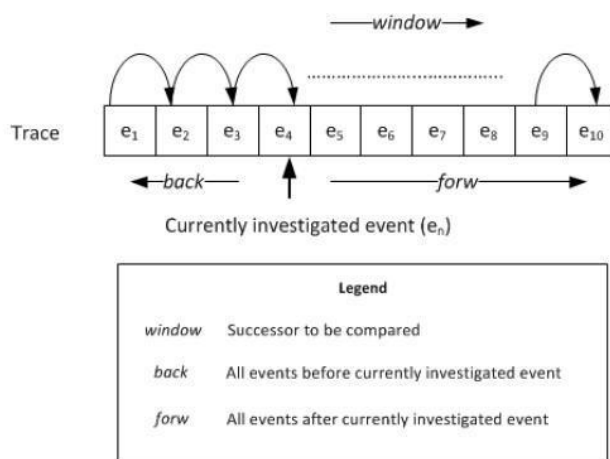 window
Trace e₁ e₂ e₃ e₄ e₅ e₆ e₇ e₈ e₉ e₁₀
back forw
Currently investigated event (eₙ)
Legend
window Successor to be compared
back All events before currently investigated event
forw All events after currently investigated event